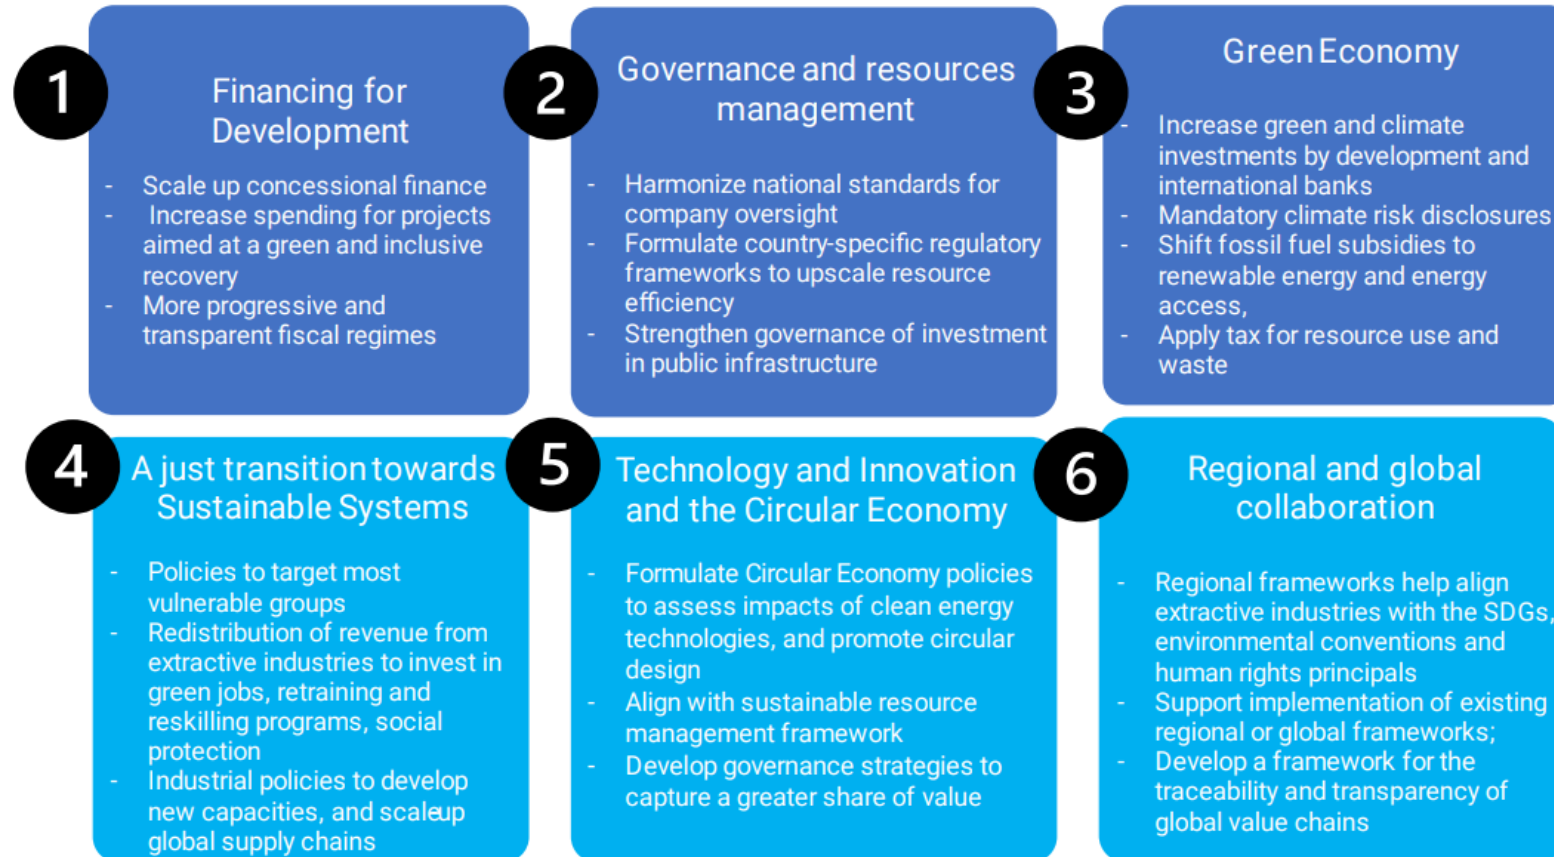 1
Financing for
Development
- Scale up concessional finance
- Increase spending for projects
aimed at a green and inclusive
recovery
- More progressive and
transparent fiscal regimes
2
Governance and resources
management
- Harmonize national standards for
company oversight
- Formulate country-specific regulatory
frameworks to upscale resource
efficiency
- Strengthen governance of investment
in public infrastructure
3
Green Economy
- Increase green and climate
investments by development and
international banks
- Mandatory climate risk disclosures
- Shift fossil fuel subsidies to
renewable energy and energy
access,
- Apply tax for resource use and
waste
4
A just transition towards
Sustainable Systems
- Policies to target most
vulnerable groups
- Redistribution of revenue from
extractive industries to invest in
green jobs, retraining and
reskilling programs, social
protection
- Industrial policies to develop
new capacities, and scale-up
global supply chains
5
Technology and Innovation
and the Circular Economy
- Formulate Circular Economy policies
to assess impacts of clean energy
technologies, and promote circular
design
- Align with sustainable resource
management framework
- Develop governance strategies to
capture a greater share of value
6
Regional and global
collaboration
- Regional frameworks help align
extractive industries with the SDGs,
environmental conventions and
human rights principals
- Support implementation of existing
regional or global frameworks;
- Develop a framework for the
traceability and transparency of
global value chains